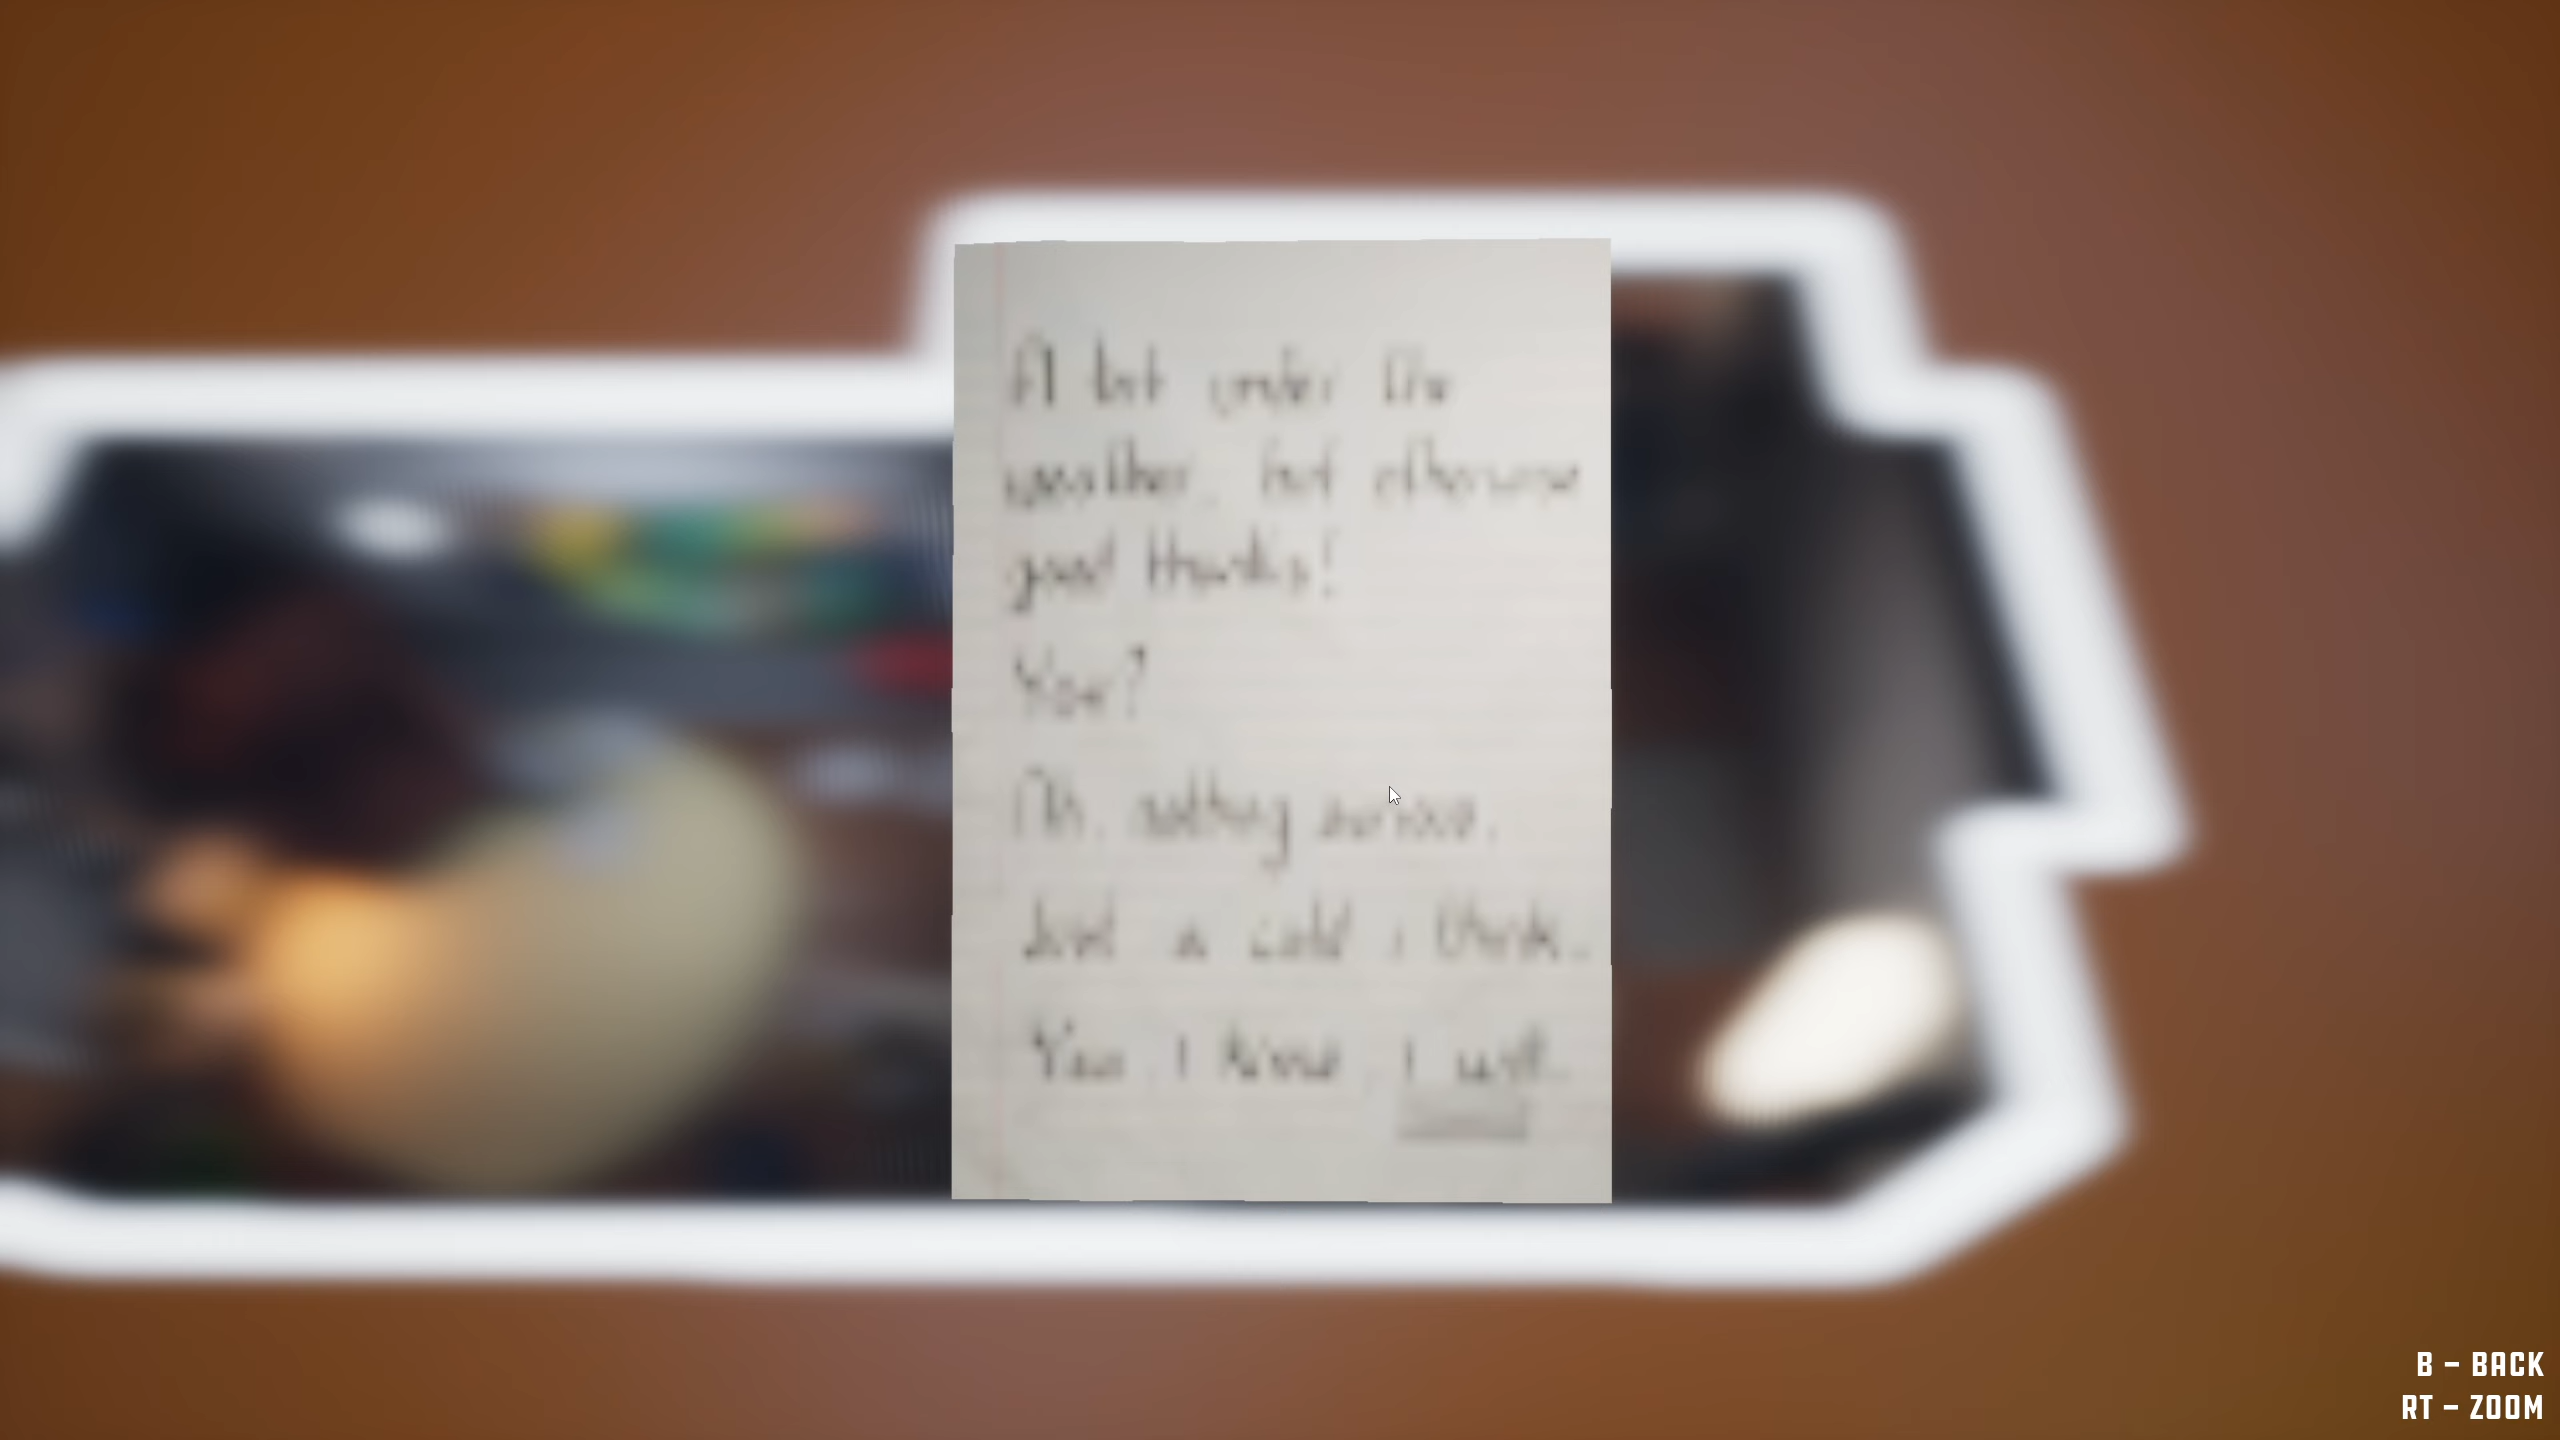 A bit under the
weather, but otherwise
good thanks!
You?
Oh, nothing serious.
Just a cold i think.
Yes, I know, I will.
B - BACK
RT - ZOOM